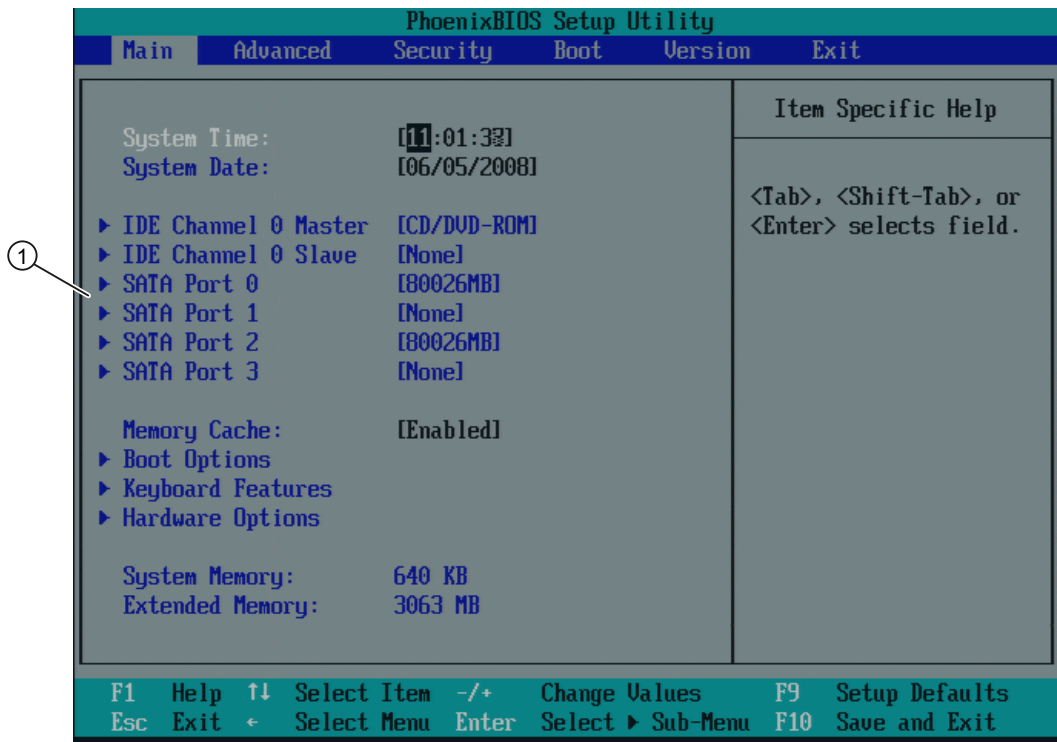 PhoenixBIOS Setup Utility
Main Advanced Security Boot Version Exit
Item Specific Help
System Time: [11:01:3]
System Date: [06/05/2008]
<Tab>, <Shift-Tab>, or
<Enter> selects field.
▶ IDE Channel 0 Master [CD/DVD-ROM]
▶ IDE Channel 0 Slave [None]
1
▶ SATA Port 0 [80026MB]
▶ SATA Port 1 [None]
▶ SATA Port 2 [80026MB]
▶ SATA Port 3 [None]
Memory Cache: [Enabled]
▶ Boot Options
▶ Keyboard Features
▶ Hardware Options
System Memory: 640 KB
Extended Memory: 3063 MB
F1 Help ↑↓ Select Item -/+ Change Values F9 Setup Defaults
Esc Exit ← Select Menu Enter Select ▶ Sub-Menu F10 Save and Exit